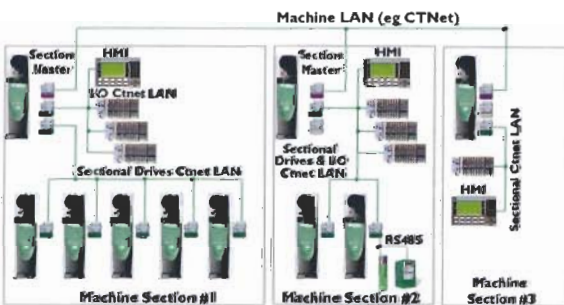 Machine LAN (eg CTNet)
Section
Master
HMI
I/O Ctnet LAN
Sectional Drives Ctnet LAN
Machine Section #1
Section
Master
HMI
Sectional
Drives & I/O
Ctnet LAN
RS485
Machine Section #2
Sectional Ctnet LAN
HMI
Machine
Section #3